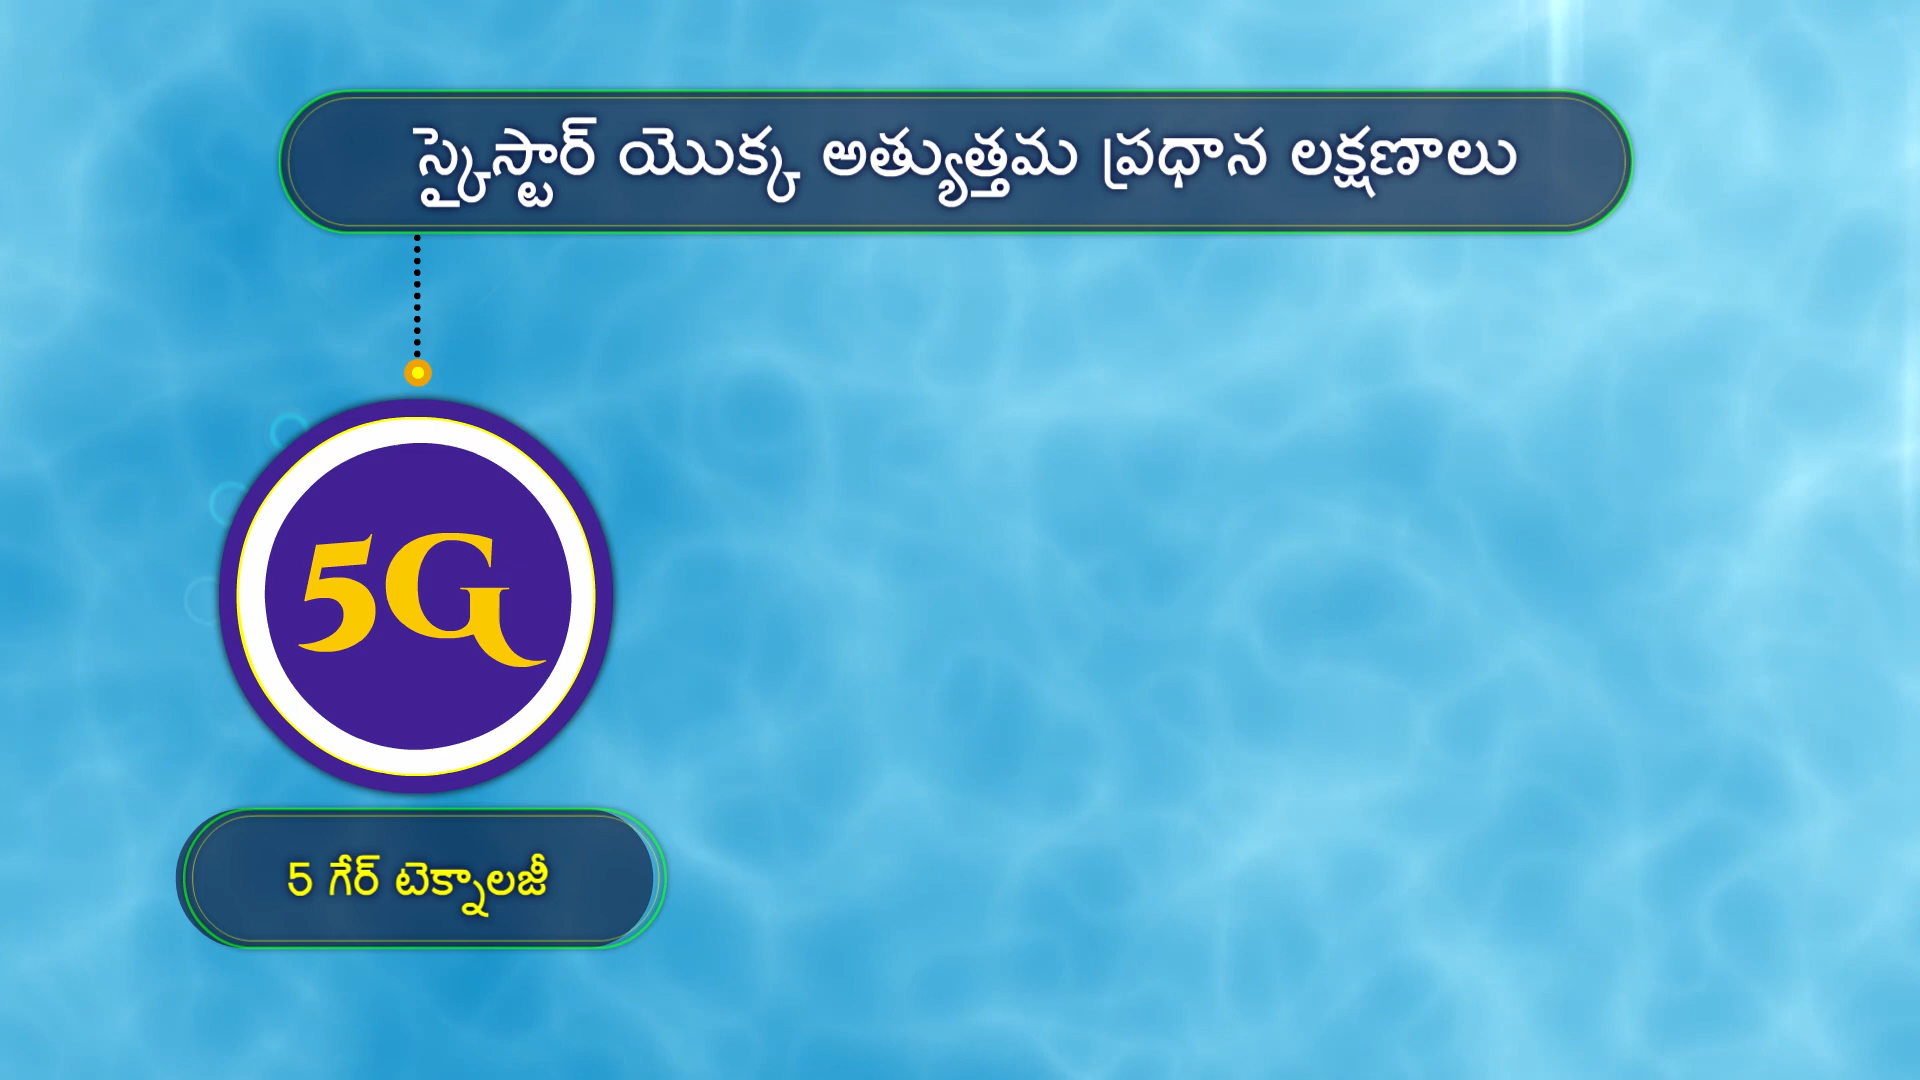 స్కైస్టార్ యొక్క అత్యుత్తమ ప్రధాన లక్షణాలు
5G
5 గేర్ టెక్నాలజీ